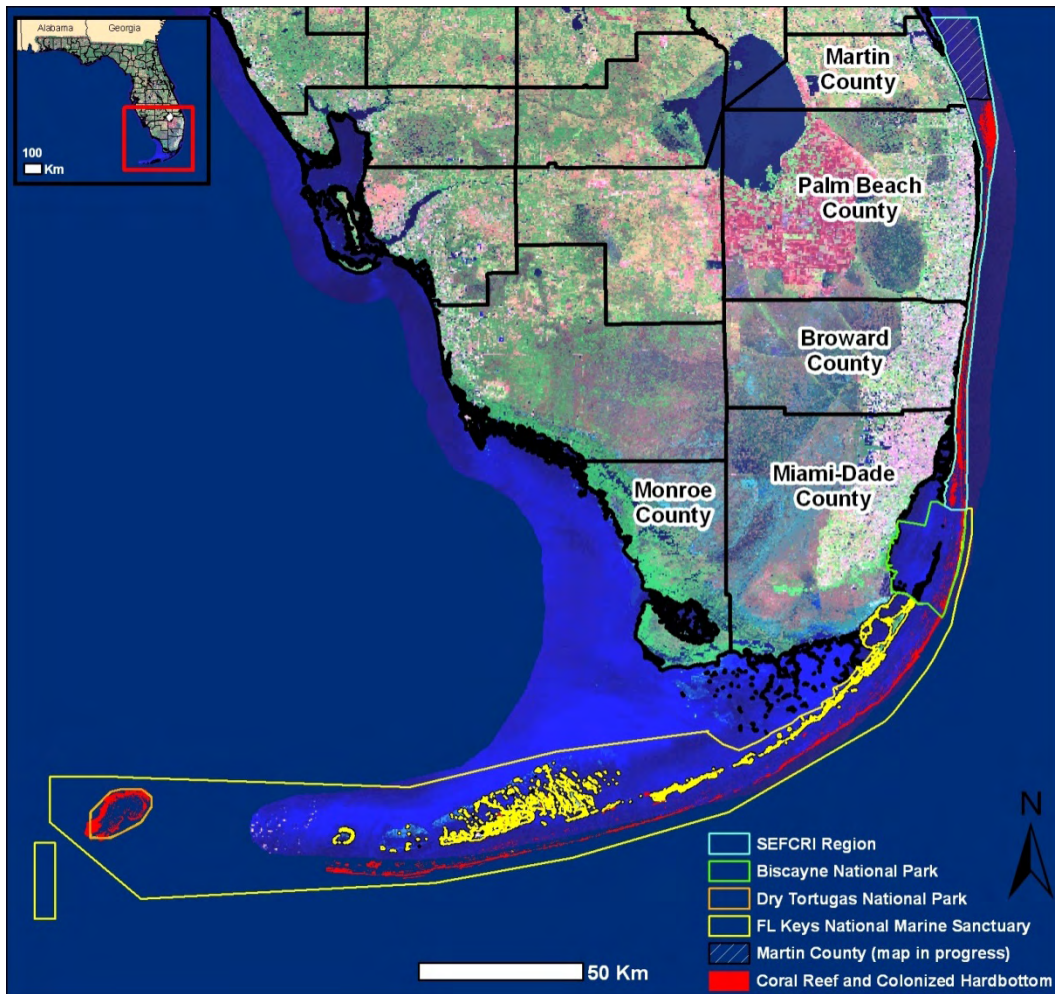 Alabama
Georgia
100
Km
Martin
County
Palm Beach
County
Broward
County
Miami-Dade
County
Monroe
County
N
SEFCRI Region
Biscayne National Park
Dry Tortugas National Park
FL Keys National Marine Sanctuary
Martin County (map in progress)
Coral Reef and Colonized Hardbottom
50 Km